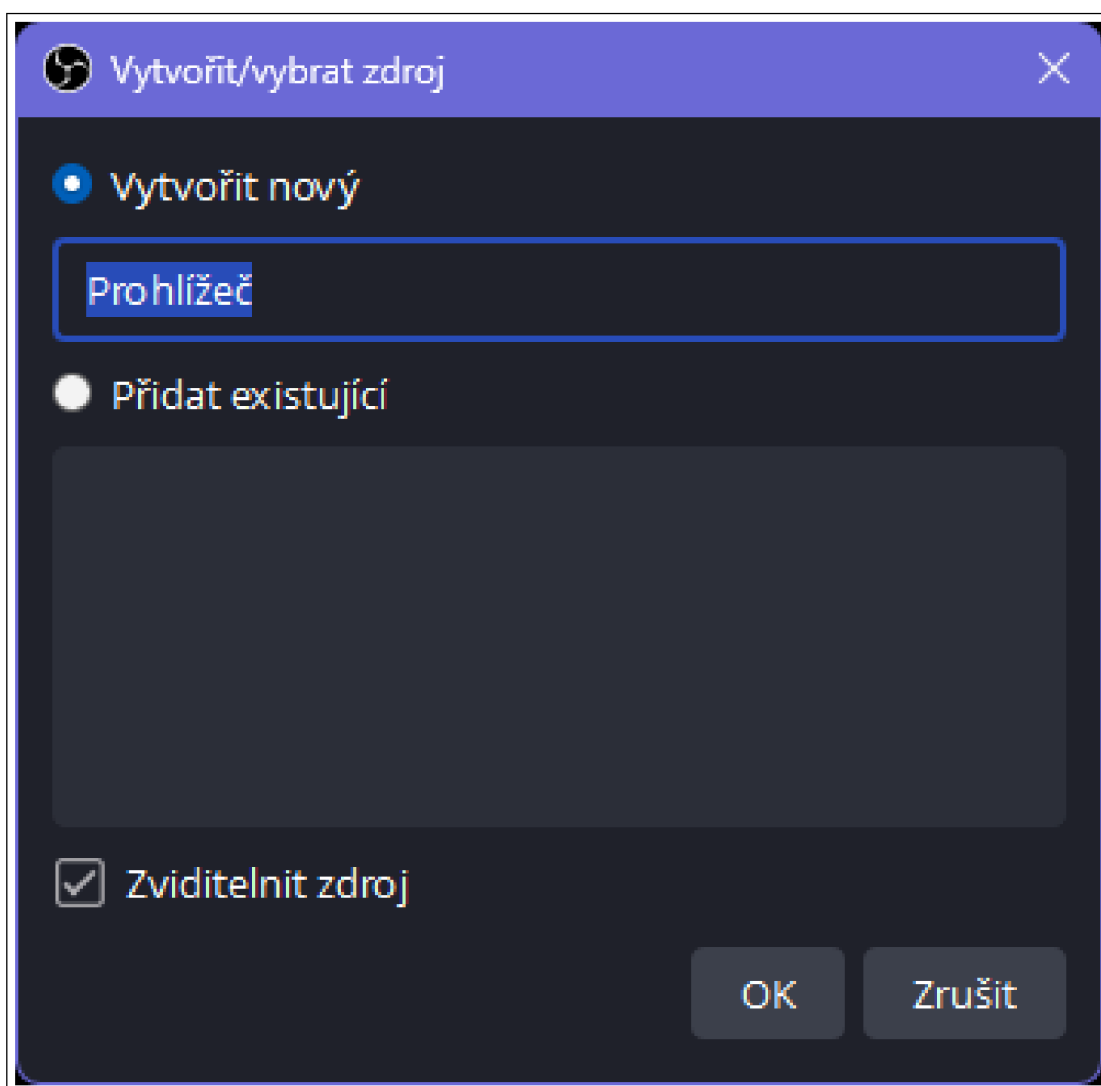 Vytvořit/vybrat zdroj
Vytvořit nový
Prohlížeč
Přidat existující
Zviditelnit zdroj
OK Zrušit